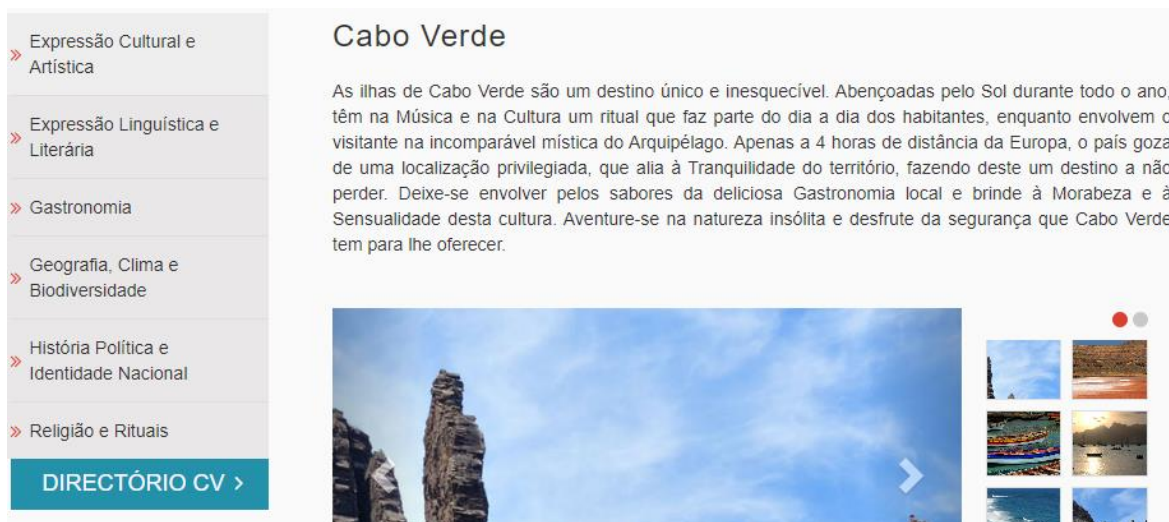 Expressão Cultural e
Artística
Expressão Linguística e
Literária
Gastronomia
Geografia, Clima e
Biodiversidade
História Política e
Identidade Nacional
Religião e Rituais
DIRECTÓRIO CV >
Cabo Verde
As ilhas de Cabo Verde são um destino único e inesquecível. Abençoadas pelo Sol durante todo o ano,
têm na Música e na Cultura um ritual que faz parte do dia a dia dos habitantes, enquanto envolvem o
visitante na incomparável mística do Arquipélago. Apenas a 4 horas de distância da Europa, o país goza
de uma localização privilegiada, que alia à Tranquilidade do território, fazendo deste um destino a não
perder. Deixe-se envolver pelos sabores da deliciosa Gastronomia local e brinde à Morabeza e à
Sensualidade desta cultura. Aventure-se na natureza insólita e desfrute da segurança que Cabo Verde
tem para lhe oferecer.